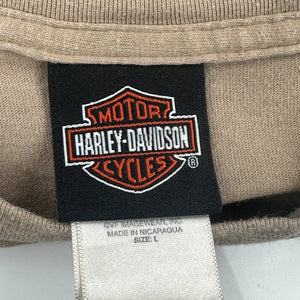 MOTOR
HARLEY-DAVIDSON
CYCLES
®
©VF IMAGEWEAR, INC.
MADE IN NICARAGUA
SIZE: L